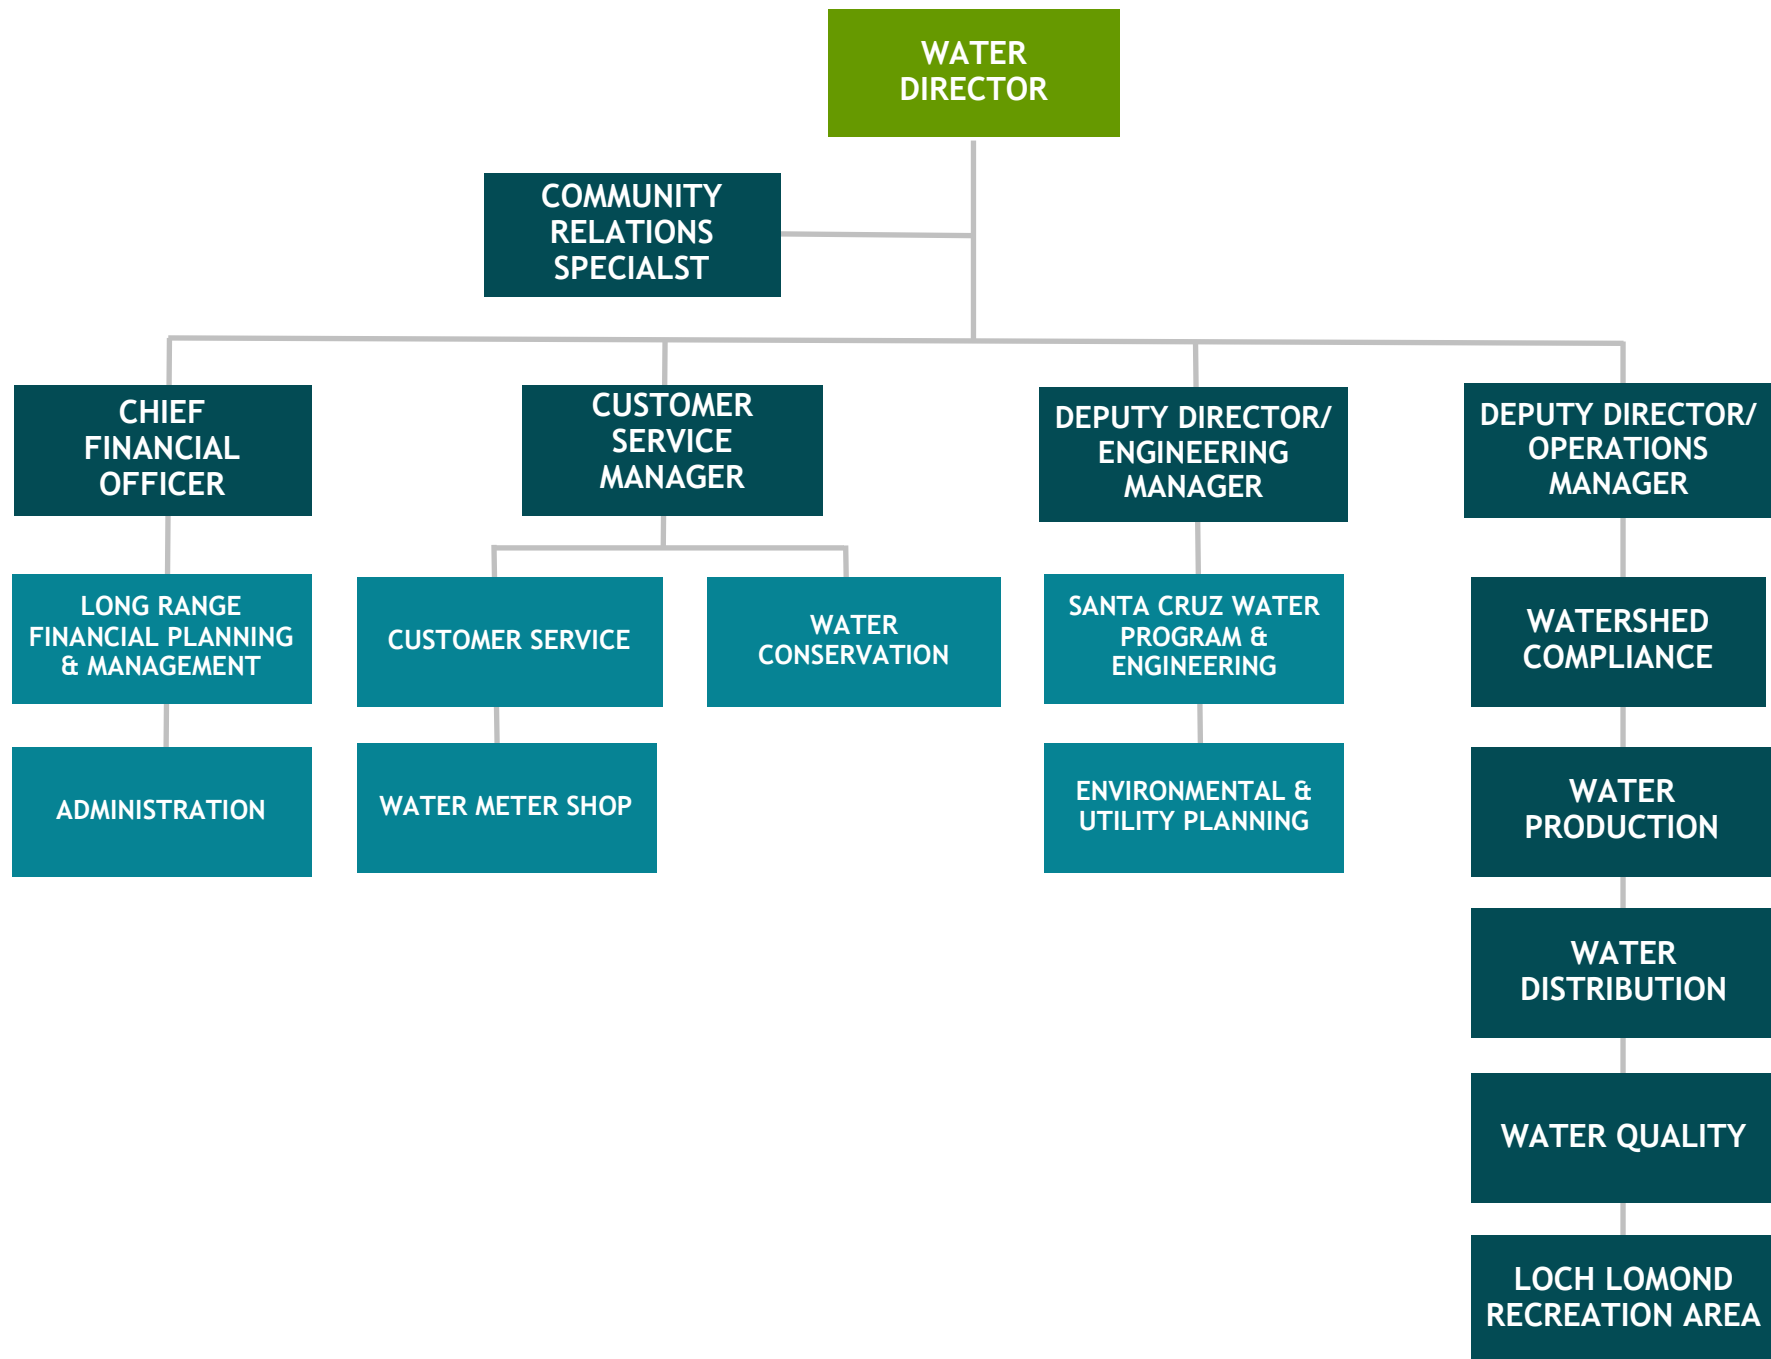 WATER
DIRECTOR
COMMUNITY
RELATIONS
SPECIALST
CHIEF
FINANCIAL
OFFICER
CUSTOMER
SERVICE
MANAGER
DEPUTY DIRECTOR/
ENGINEERING
MANAGER
DEPUTY DIRECTOR/
OPERATIONS
MANAGER
LONG RANGE
FINANCIAL PLANNING
& MANAGEMENT
CUSTOMER SERVICE
WATER
CONSERVATION
SANTA CRUZ WATER
PROGRAM &
ENGINEERING
WATERSHED
COMPLIANCE
ADMINISTRATION
WATER METER SHOP
ENVIRONMENTAL &
UTILITY PLANNING
WATER
PRODUCTION
WATER
DISTRIBUTION
WATER QUALITY
LOCH LOMOND
RECREATION AREA